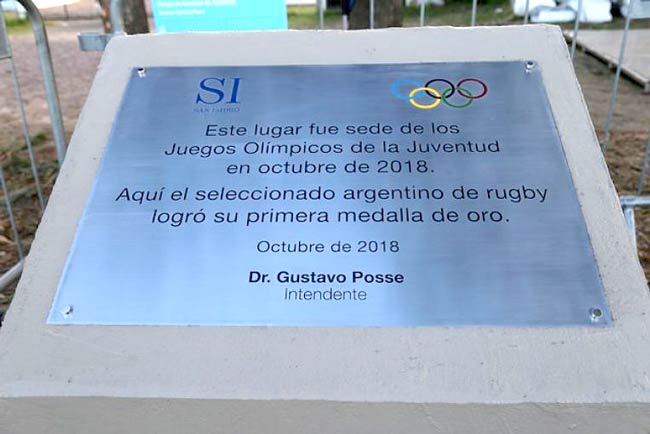 SI
SAN ISIDRO
Este lugar fue sede de los
Juegos Olímpicos de la Juventud
en octubre de 2018.
Aquí el seleccionado argentino de rugby
logró su primera medalla de oro.
Octubre de 2018
Dr. Gustavo Posse
Intendente